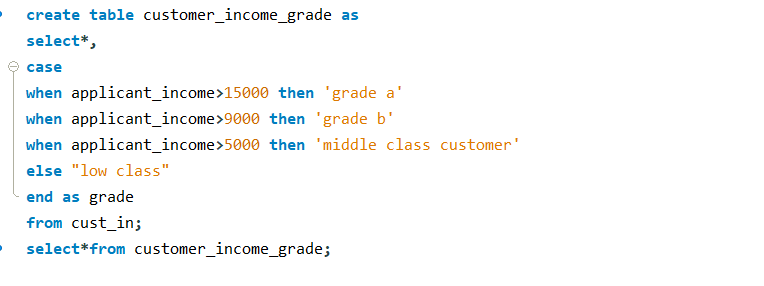 create table customer_income_grade as
select*,
case
when applicant_income>15000 then 'grade a'
when applicant_income>9000 then 'grade b'
when applicant_income>5000 then 'middle class customer'
else "low class"
end as grade
from cust_in;
select*from customer_income_grade;